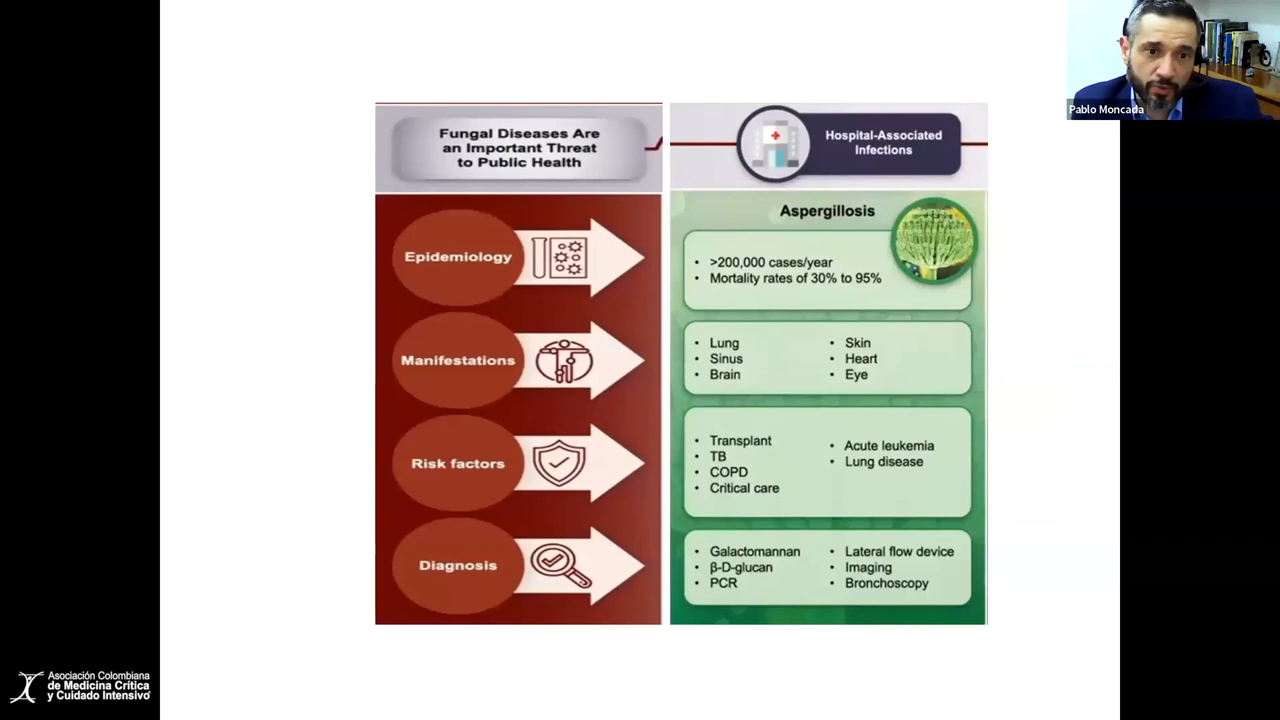 Pablo Moncada
Fungal Diseases Are
an Important Threat
to Public Health
Hospital-Associated
Infections
Aspergillosis
Epidemiology
• >200,000 cases/year
• Mortality rates of 30% to 95%
Manifestations
• Lung
• Sinus
• Brain
• Skin
• Heart
• Eye
Risk factors
• Transplant
• TB
• COPD
• Critical care
• Acute leukemia
• Lung disease
Diagnosis
• Galactomannan
• β-D-glucan
• PCR
• Lateral flow device
• Imaging
• Bronchoscopy
Asociación Colombiana
de Medicina Crítica
y Cuidado Intensivo